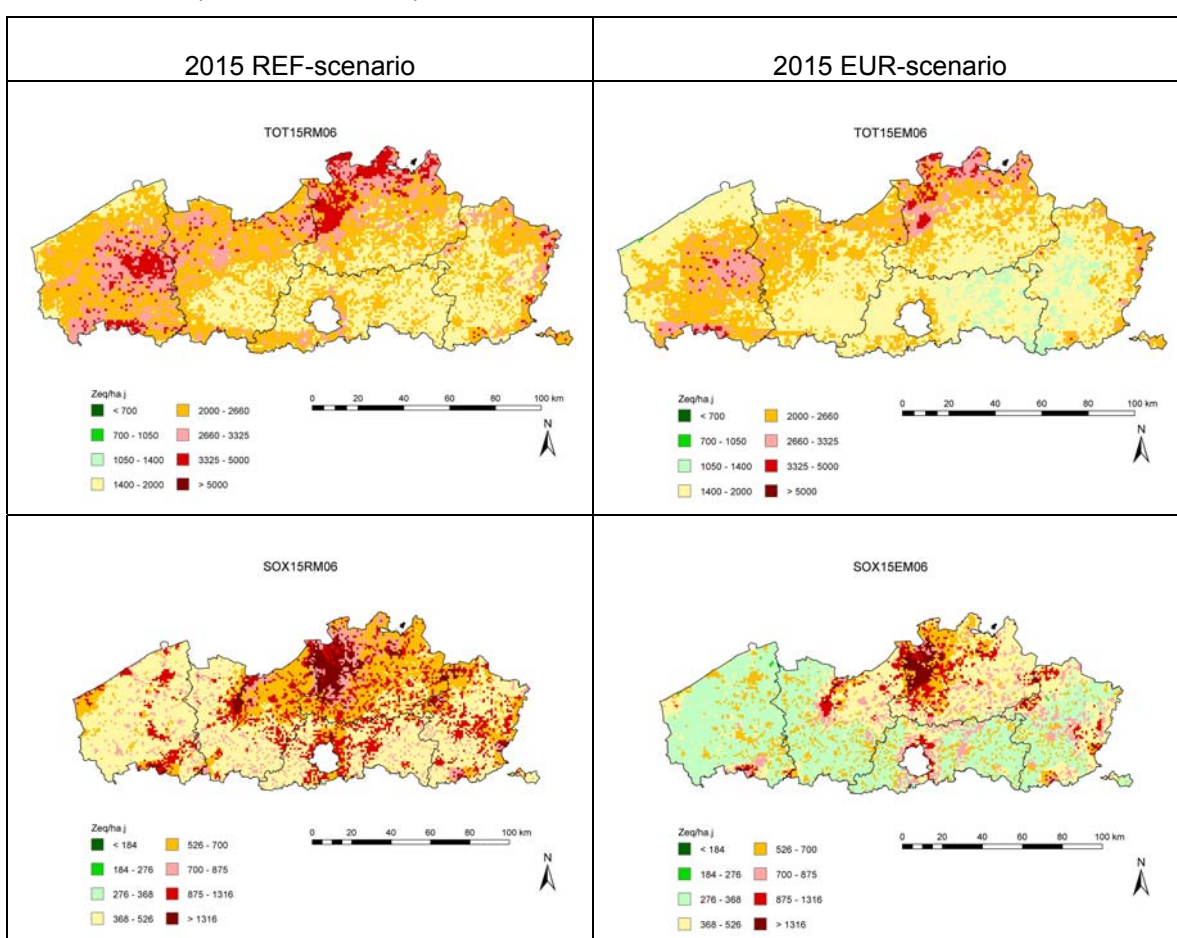 2015 REF-scenario
2015 EUR-scenario
TOT15RM06
0 20 40 60 80 100 km
N
Zeq/ha.j
< 700
2000 - 2660
700 - 1050
2660 - 3325
1050 - 1400
3325 - 5000
1400 - 2000
> 5000
TOT15EM06
0 20 40 60 80 100 km
N
Zeq/ha.j
< 700
2000 - 2660
700 - 1050
2660 - 3325
1050 - 1400
3325 - 5000
1400 - 2000
> 5000
SOX15RM06
0 20 40 60 80 100 km
N
Zeq/ha.j
< 184
526 - 700
184 - 276
700 - 875
276 - 368
875 - 1316
368 - 526
> 1316
SOX15EM06
0 20 40 60 80 100 km
N
Zeq/ha.j
< 184
526 - 700
184 - 276
700 - 875
276 - 368
875 - 1316
368 - 526
> 1316